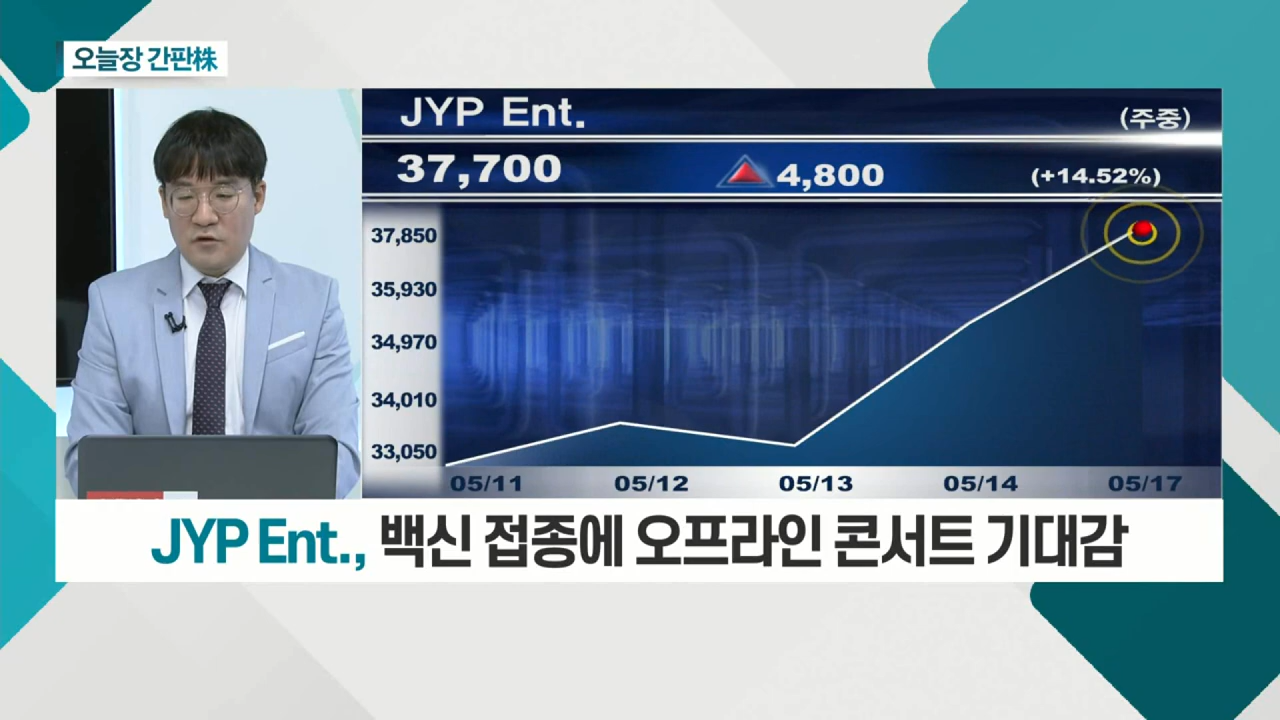 오늘장 간판株
JYP Ent.
(주중)
37,700 ▲ 4,800 (+14.52%)
37,850
35,930
34,970
34,010
33,050
05/11 05/12 05/13 05/14 05/17
JYP Ent., 백신 접종에 오프라인 콘서트 기대감